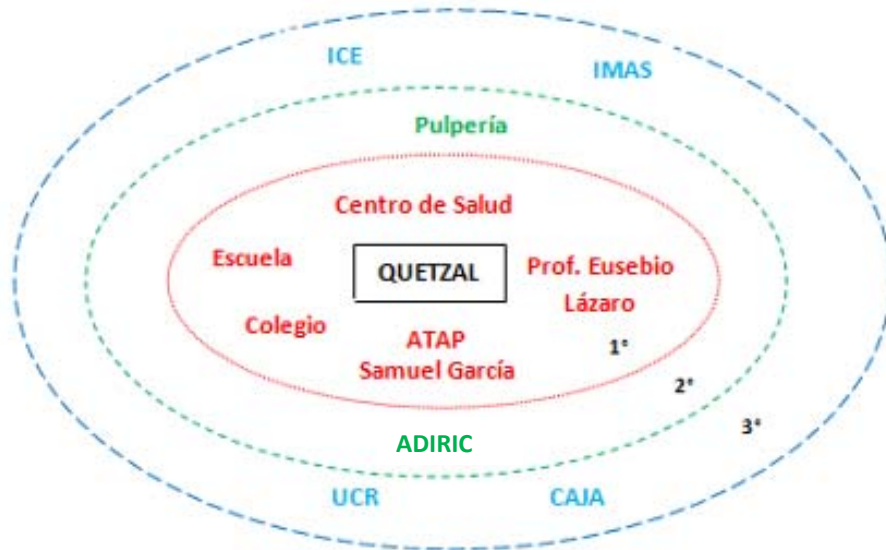 ICE
IMAS
Pulpería
Centro de Salud
Escuela
QUETZAL
Prof. Eusebio
Lázaro
Colegio
ATAP
Samuel García
1°
2°
3°
ADIRIC
UCR
CAJA